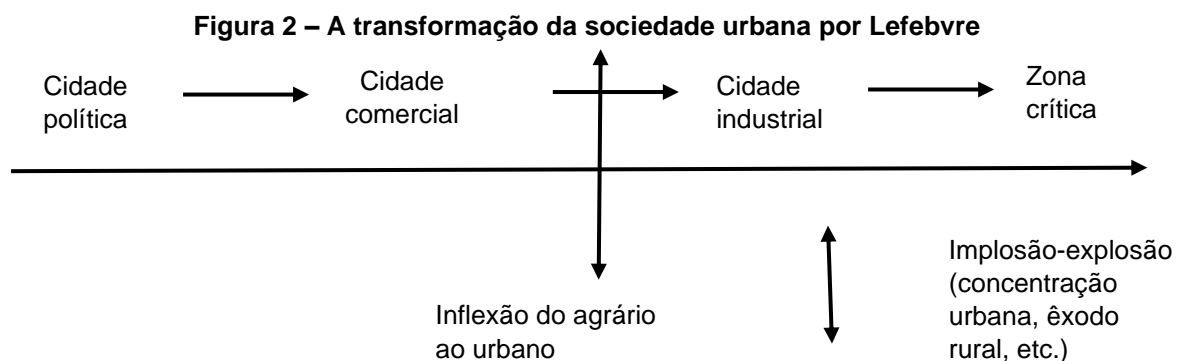 Figura 2 – A transformação da sociedade urbana por Lefebvre
Cidade
política
Cidade
comercial
Cidade
industrial
Zona
crítica
Inflexão do agrário
ao urbano
Implosão-explosão
(concentração
urbana, êxodo
rural, etc.)